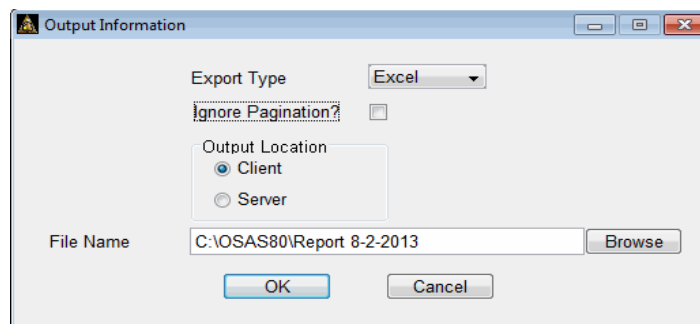 Output Information
Export Type Excel
Ignore Pagination?
Output Location
Client
Server
File Name C:\OSAS80\Report 8-2-2013 Browse
OK Cancel